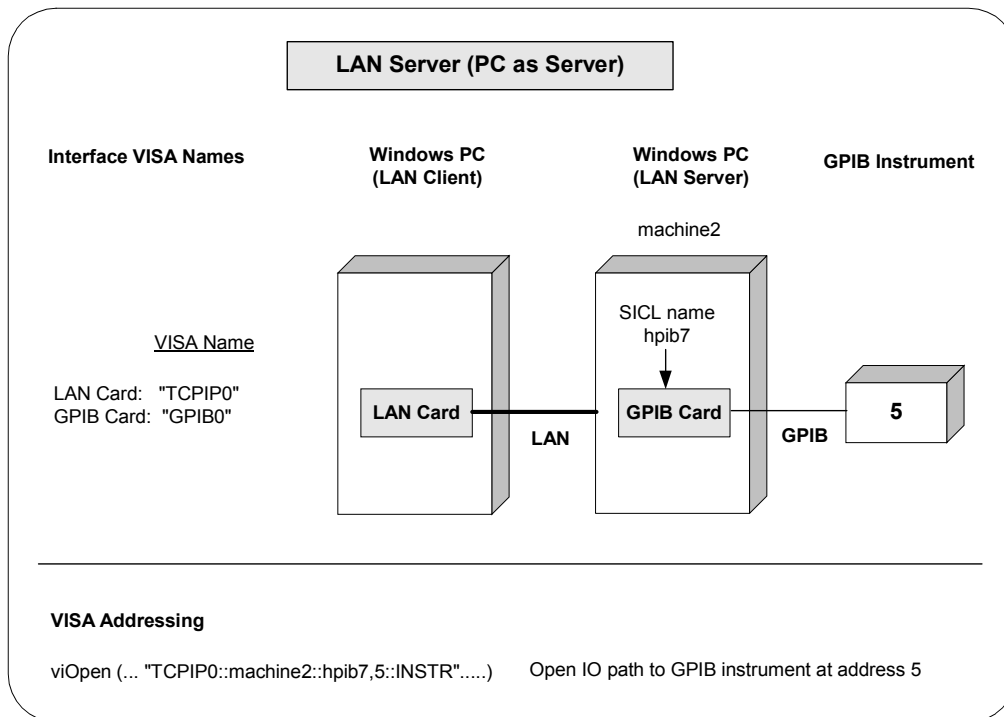 LAN Server (PC as Server)
Interface VISA Names
Windows PC
(LAN Client)
Windows PC
(LAN Server)
GPIB Instrument
machine2
SICL name
hpib7
VISA Name
LAN Card: "TCPIP0"
GPIB Card: "GPIB0"
LAN Card
LAN
GPIB Card
GPIB
5
VISA Addressing
viOpen (... "TCPIP0::machine2::hpib7,5::INSTR".....) Open IO path to GPIB instrument at address 5